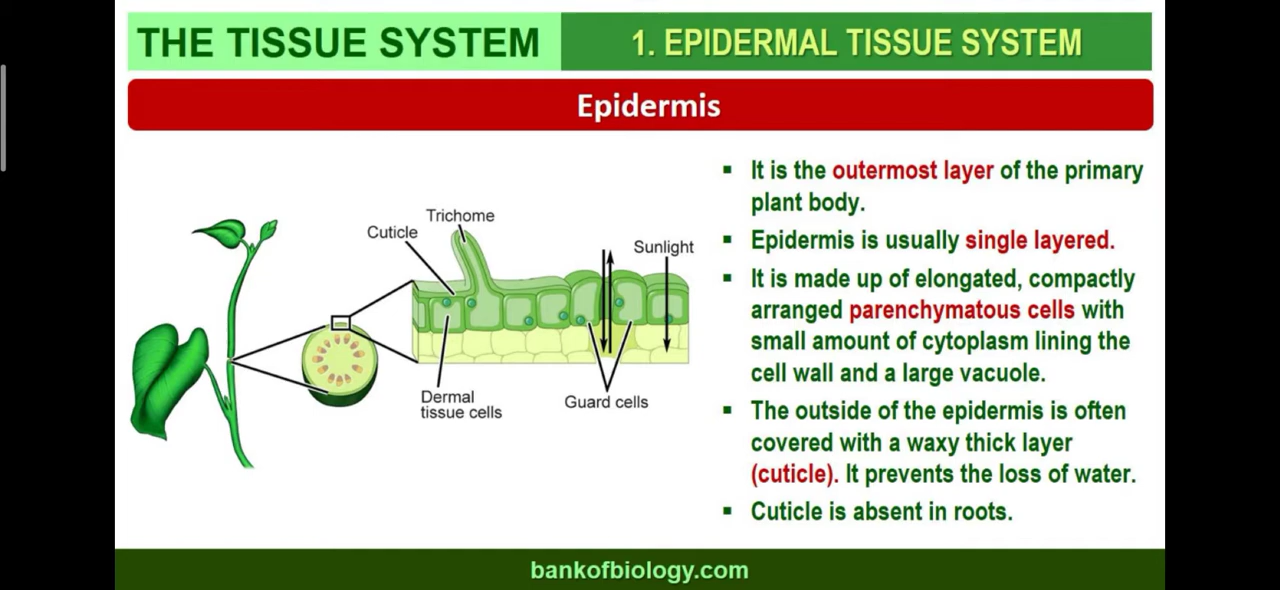 THE TISSUE SYSTEM
1. EPIDERMAL TISSUE SYSTEM
Epidermis
Trichome
Cuticle
Sunlight
Dermal
tissue cells
Guard cells
▪ It is the outermost layer of the primary
plant body.
▪ Epidermis is usually single layered.
▪ It is made up of elongated, compactly
arranged parenchymatous cells with
small amount of cytoplasm lining the
cell wall and a large vacuole.
▪ The outside of the epidermis is often
covered with a waxy thick layer
(cuticle). It prevents the loss of water.
▪ Cuticle is absent in roots.
bankofbiology.com